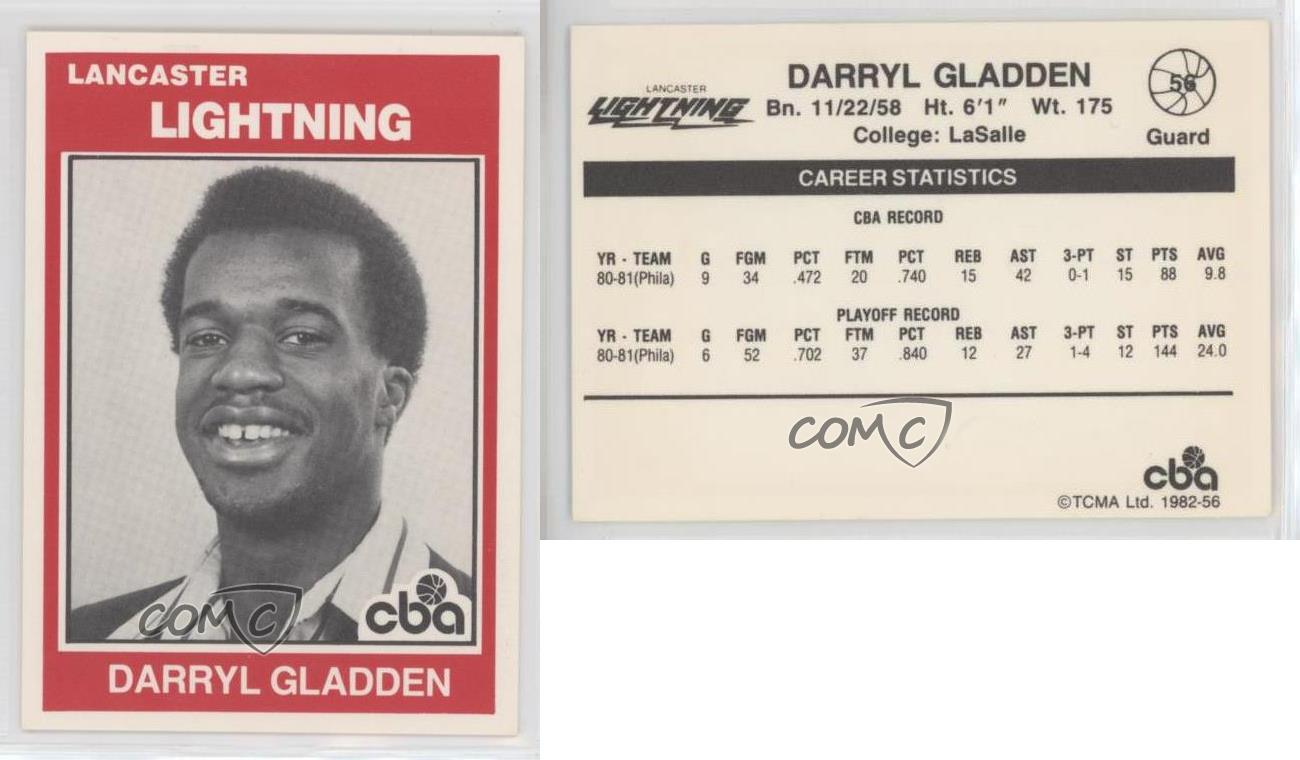 LANCASTER
LIGHTNING
COMC
cba
DARRYL GLADDEN
LANCASTER
LIGHTNING
DARRYL GLADDEN
Bn. 11/22/58 Ht. 6'1" Wt. 175
College: LaSalle
56
Guard
CAREER STATISTICS
CBA RECORD
YR - TEAM G FGM PCT FTM PCT REB AST 3-PT ST PTS AVG
80-81(Phila) 9 34 .472 20 .740 15 42 0-1 15 88 9.8
PLAYOFF RECORD
YR - TEAM G FGM PCT FTM PCT REB AST 3-PT ST PTS AVG
80-81(Phila) 6 52 .702 37 .840 12 27 1-4 12 144 24.0
COMC
cba
©TCMA Ltd. 1982-56